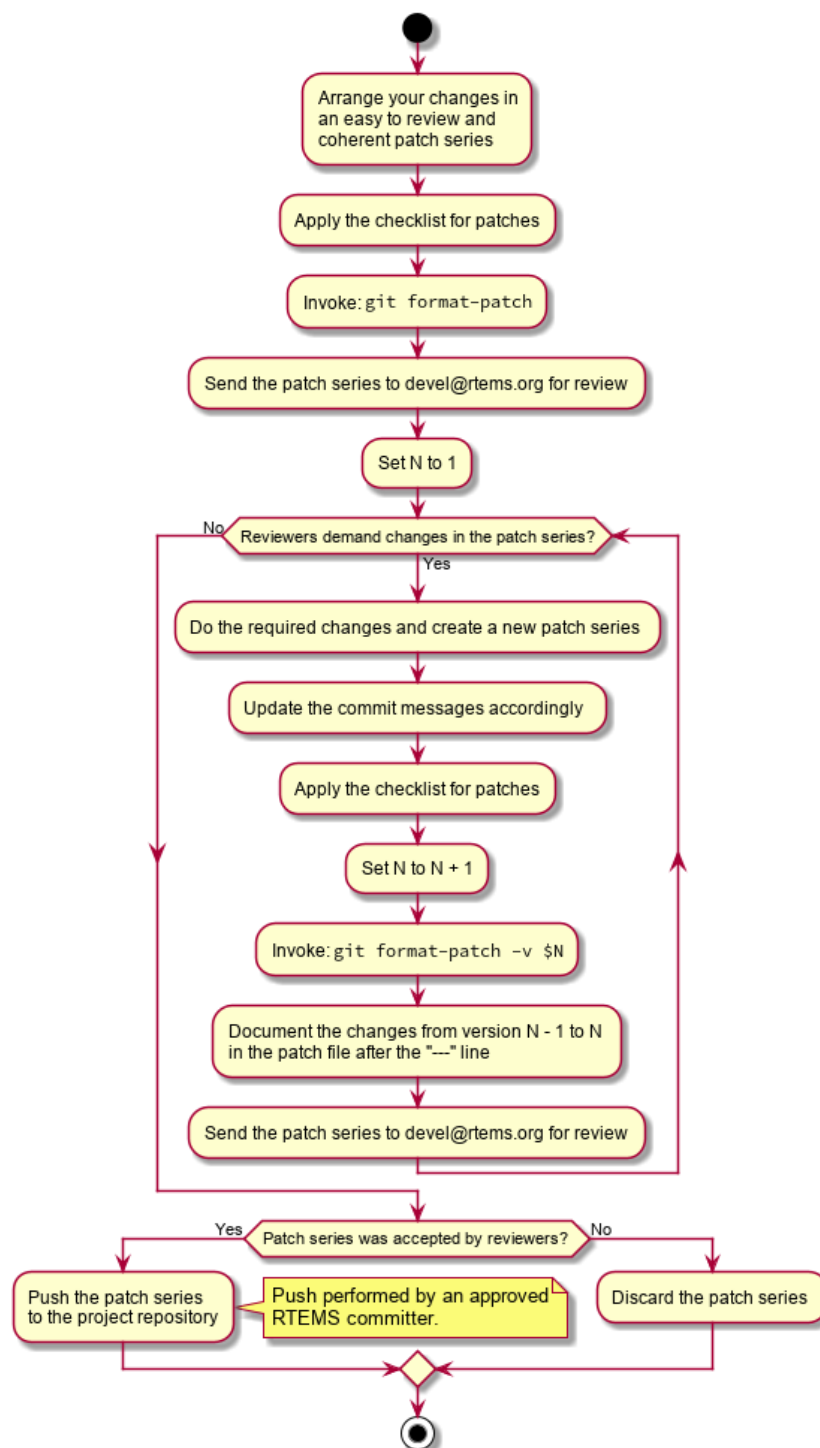 Arrange your changes in
an easy to review and
coherent patch series
Apply the checklist for patches
Invoke: git format-patch
Send the patch series to devel@rtems.org for review
Set N to 1
No
Reviewers demand changes in the patch series?
Yes
Do the required changes and create a new patch series
Update the commit messages accordingly
Apply the checklist for patches
Set N to N + 1
Invoke: git format-patch -v $N
Document the changes from version N - 1 to N
in the patch file after the "---" line
Send the patch series to devel@rtems.org for review
Yes
Patch series was accepted by reviewers?
No
Push the patch series
to the project repository
Push performed by an approved
RTEMS committer.
Discard the patch series